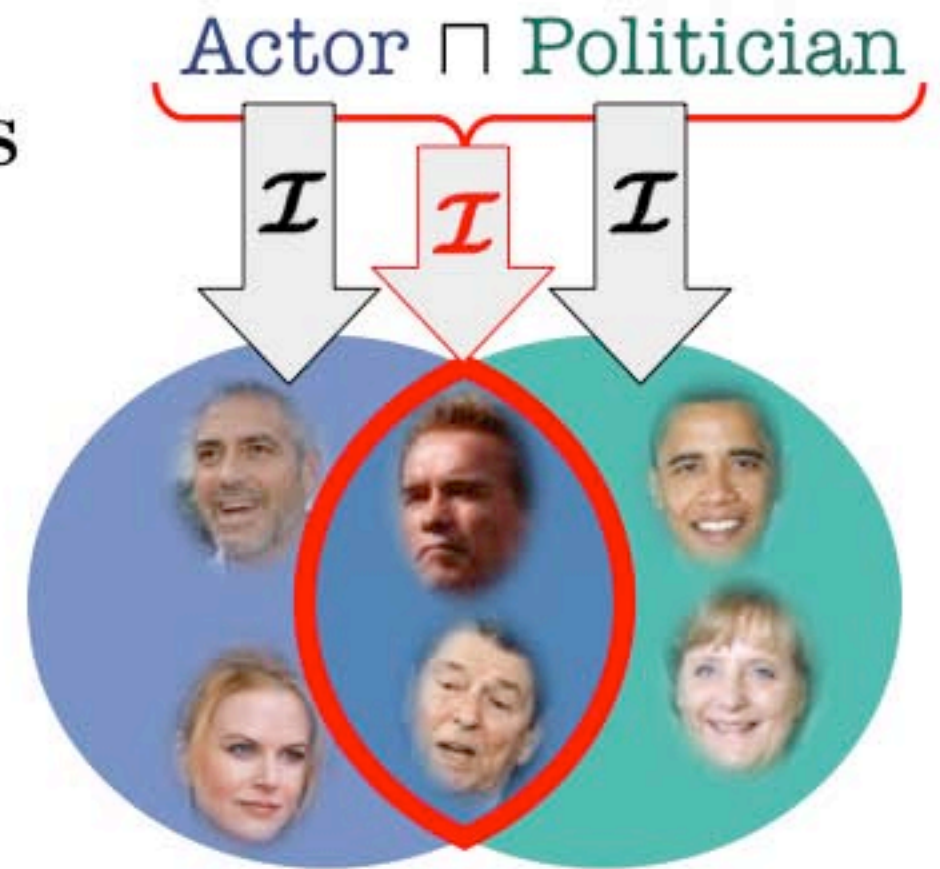 Actor ⊓ Politician
s
𝓘 𝓘 𝓘